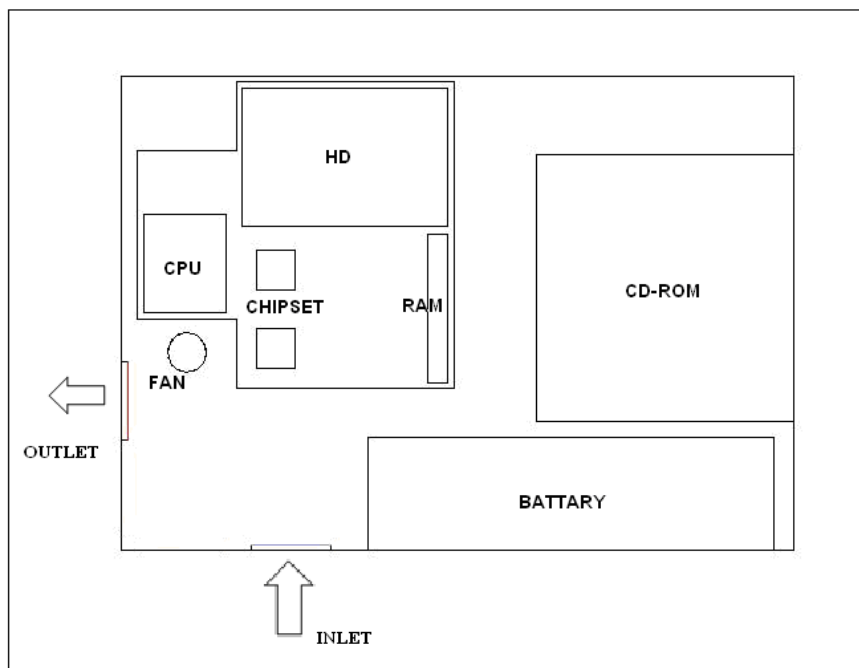 HD
CPU
CD-ROM
CHIPSET
RAM
FAN
OUTLET
BATTARY
INLET